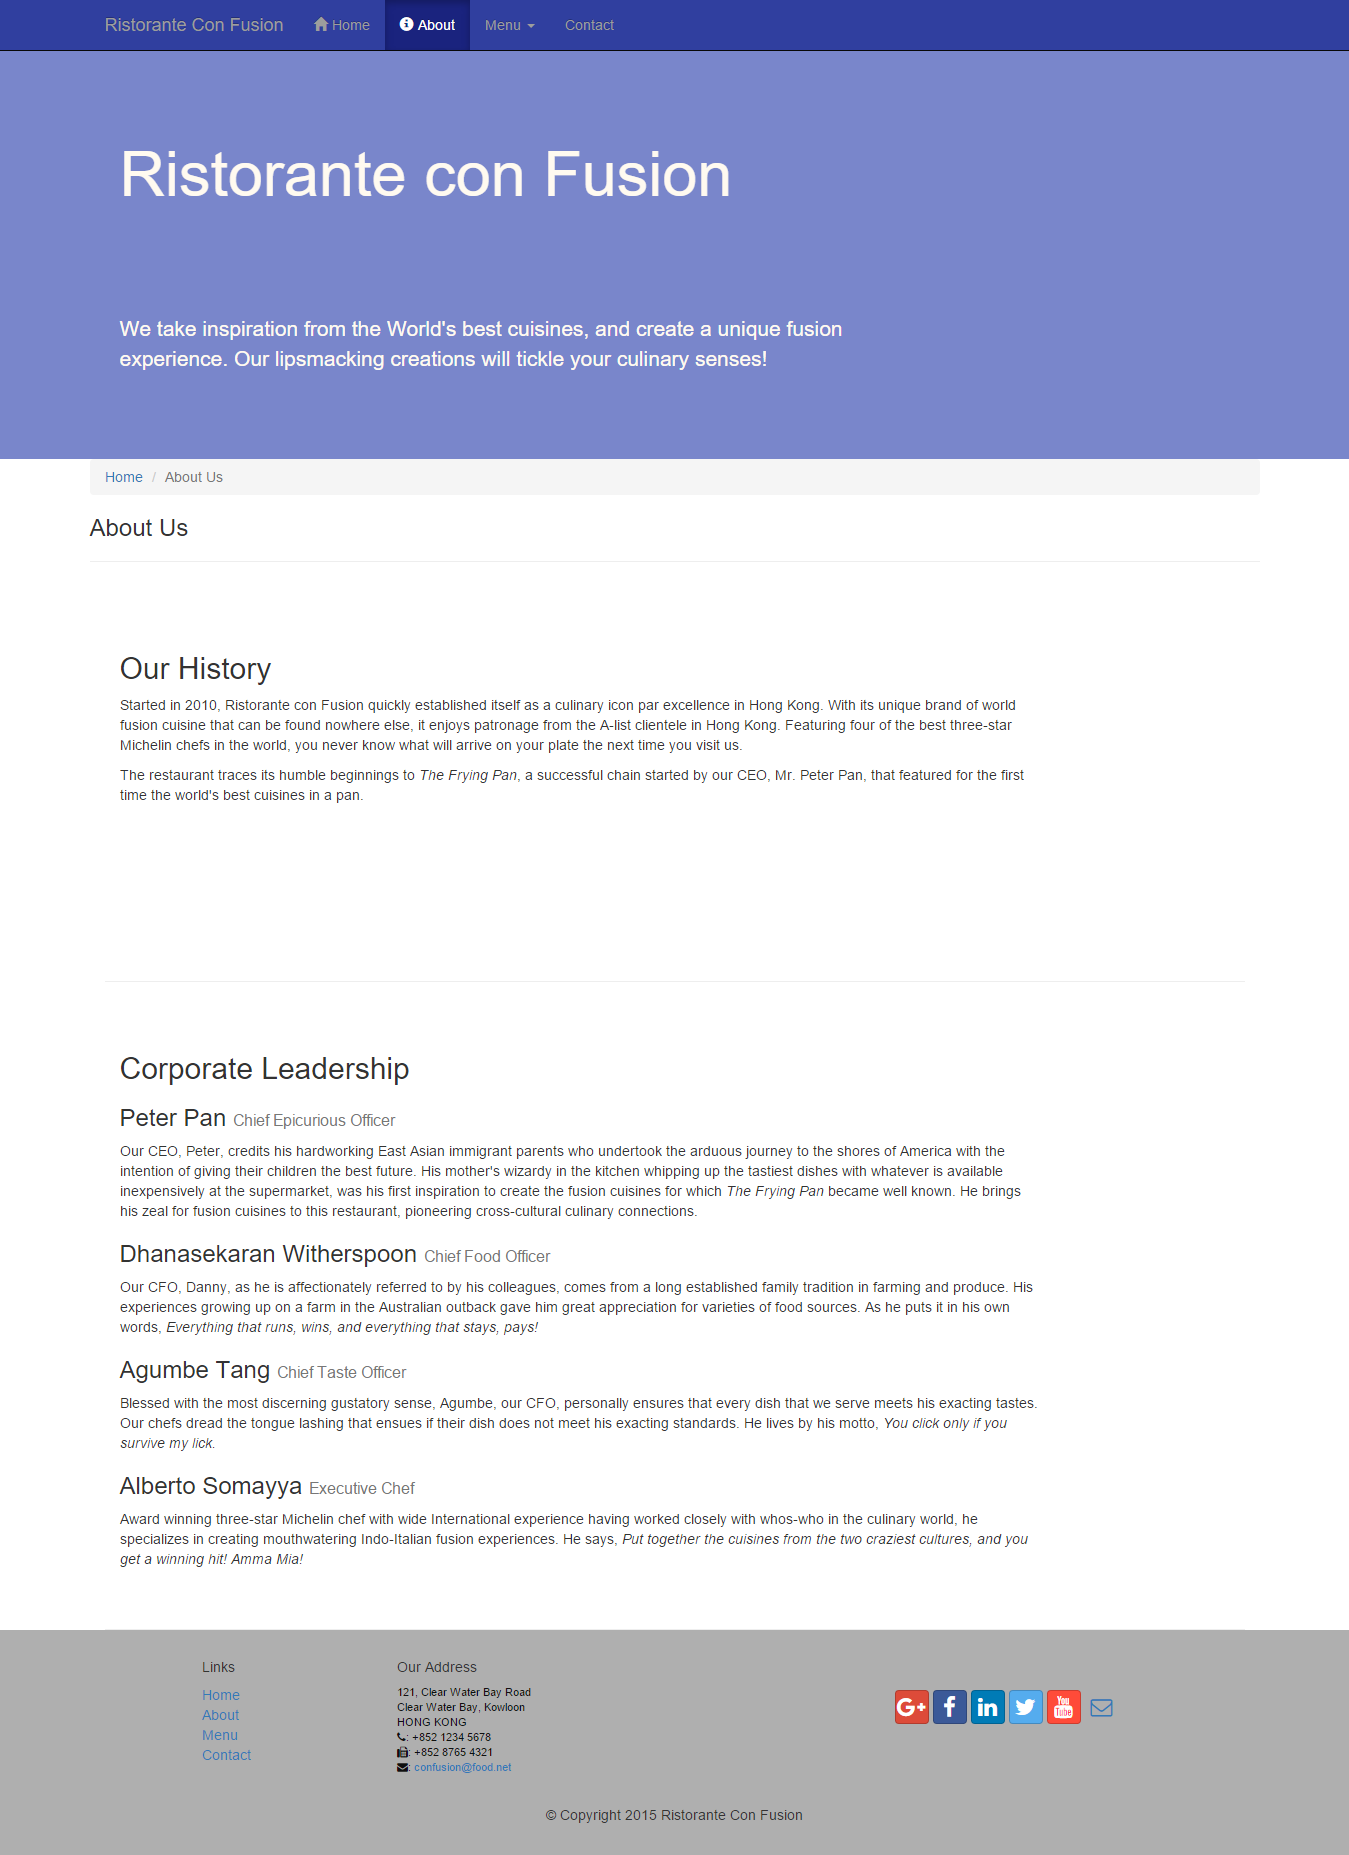 Ristorante Con Fusion Home About Menu Contact
Ristorante con Fusion
We take inspiration from the World's best cuisines, and create a unique fusion
experience. Our lipsmacking creations will tickle your culinary senses!
Home / About Us
About Us
Our History
Started in 2010, Ristorante con Fusion quickly established itself as a culinary icon par excellence in Hong Kong. With its unique brand of world
fusion cuisine that can be found nowhere else, it enjoys patronage from the A-list clientele in Hong Kong. Featuring four of the best three-star
Michelin chefs in the world, you never know what will arrive on your plate the next time you visit us.
The restaurant traces its humble beginnings to The Frying Pan, a successful chain started by our CEO, Mr. Peter Pan, that featured for the first
time the world's best cuisines in a pan.
Corporate Leadership
Peter Pan Chief Epicurious Officer
Our CEO, Peter, credits his hardworking East Asian immigrant parents who undertook the arduous journey to the shores of America with the
intention of giving their children the best future. His mother's wizardy in the kitchen whipping up the tastiest dishes with whatever is available
inexpensively at the supermarket, was his first inspiration to create the fusion cuisines for which The Frying Pan became well known. He brings
his zeal for fusion cuisines to this restaurant, pioneering cross-cultural culinary connections.
Dhanasekaran Witherspoon Chief Food Officer
Our CFO, Danny, as he is affectionately referred to by his colleagues, comes from a long established family tradition in farming and produce. His
experiences growing up on a farm in the Australian outback gave him great appreciation for varieties of food sources. As he puts it in his own
words, Everything that runs, wins, and everything that stays, pays!
Agumbe Tang Chief Taste Officer
Blessed with the most discerning gustatory sense, Agumbe, our CFO, personally ensures that every dish that we serve meets his exacting tastes.
Our chefs dread the tongue lashing that ensues if their dish does not meet his exacting standards. He lives by his motto, You click only if you
survive my lick.
Alberto Somayya Executive Chef
Award winning three-star Michelin chef with wide International experience having worked closely with whos-who in the culinary world, he
specializes in creating mouthwatering Indo-Italian fusion experiences. He says, Put together the cuisines from the two craziest cultures, and you
get a winning hit! Amma Mia!
Links
Home
About
Menu
Contact
Our Address
121, Clear Water Bay Road
Clear Water Bay, Kowloon
HONG KONG
: +852 1234 5678
: +852 8765 4321
: confusion@food.net
G+ f in You Tube
© Copyright 2015 Ristorante Con Fusion